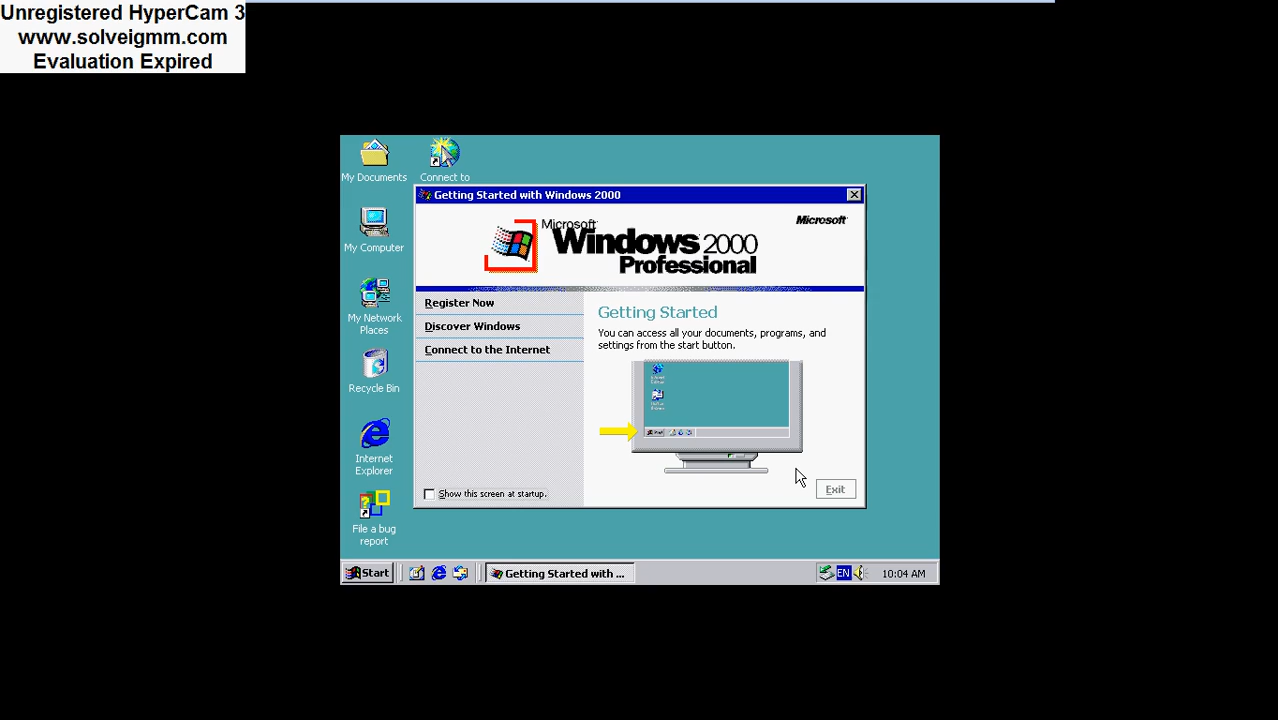 Unregistered HyperCam 3
www.solveigmm.com
Evaluation Expired
My Documents
Connect to
Getting Started with Windows 2000
Microsoft
Windows 2000
Professional
Microsoft
My Computer
Register Now
Discover Windows
Connect to the Internet
Getting Started
You can access all your documents, programs, and
settings from the start button.
My Network
Places
Recycle Bin
Internet
Explorer
Start
Show this screen at startup.
Exit
File a bug
report
Start
Getting Started with ...
EN
10:04 AM